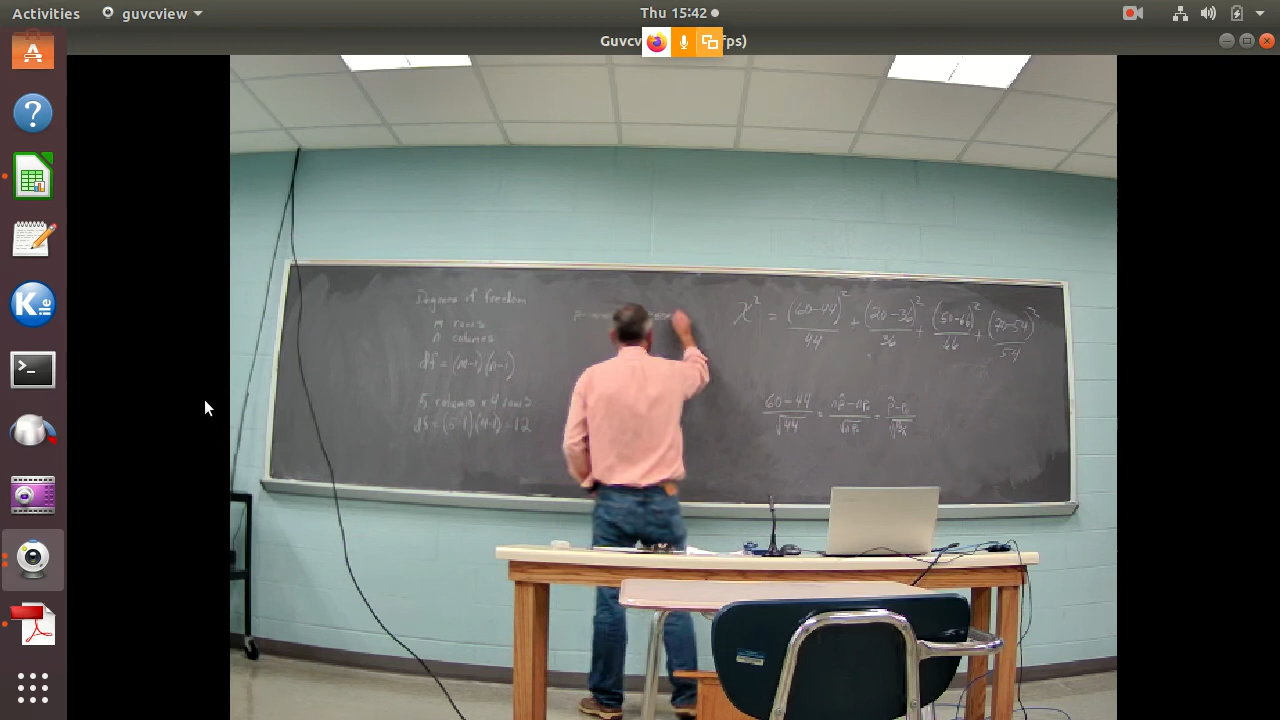 Activities guvcview Thu 15:42
Guvcv fps)
Degrees of freedom
m rows
n columns
df = (m-1)(n-1)
5 columns 4 rows
df = (5-1)(4-1) = 12
χ² = (60-44)²/44 + (20-36)²/36 + (50-66)²/66 + (70-54)²/54
60-44/√44 =